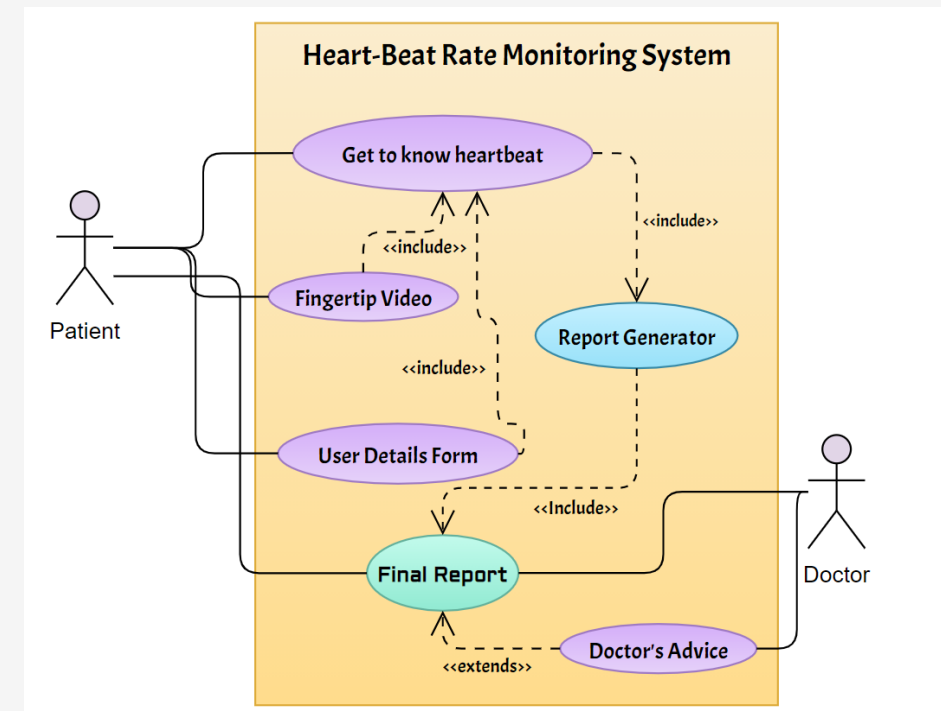 Heart-Beat Rate Monitoring System
Get to know heartbeat
<<include>>
<<include>>
Fingertip Video
Patient
Report Generator
<<include>>
User Details Form
<<Include>>
Final Report
Doctor
Doctor's Advice
<<extends>>